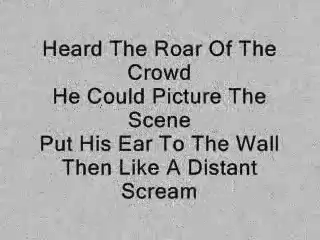 Heard The Roar Of The
Crowd
He Could Picture The
Scene
Put His Ear To The Wall
Then Like A Distant
Scream